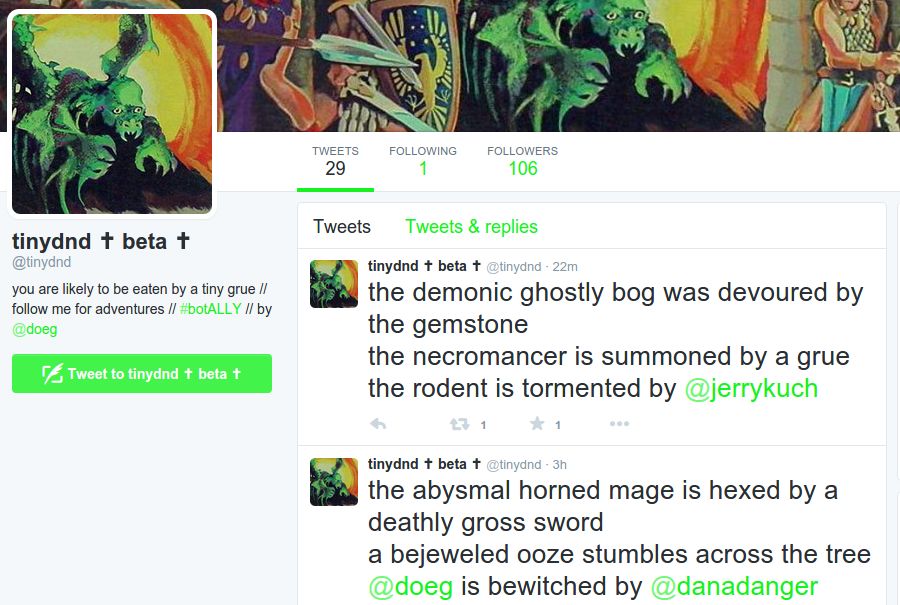 TWEETS FOLLOWING FOLLOWERS
29 1 106
tinydnd ✝ beta ✝
@tinydnd
you are likely to be eaten by a tiny grue //
follow me for adventures // #botALLY // by
@doeg
Tweet to tinydnd ✝ beta ✝
Tweets Tweets & replies
tinydnd ✝ beta ✝ @tinydnd · 22m
the demonic ghostly bog was devoured by
the gemstone
the necromancer is summoned by a grue
the rodent is tormented by @jerrykuch
1 1
tinydnd ✝ beta ✝ @tinydnd · 3h
the abysmal horned mage is hexed by a
deathly gross sword
a bejeweled ooze stumbles across the tree
@doeg is bewitched by @danadanger